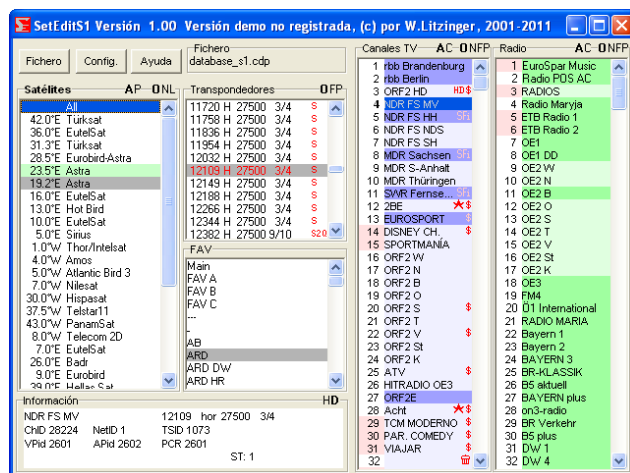 SetEditS1 Versión 1.00 Versión demo no registrada, (c) por W.Litzinger, 2001-2011
Fichero
Config.
Ayuda
Fichero
database_s1.cdp
Satélites AP ONL
All
42.0°E Türksat
36.0°E EutelSat
31.3°E Türksat
28.5°E Eurobird-Astra
23.5°E Astra
19.2°E Astra
16.0°E EutelSat
13.0°E Hot Bird
10.0°E EutelSat
5.0°E Sirius
1.0°W Thor/Intelsat
4.0°W Amos
5.0°W Atlantic Bird 3
7.0°W Nilesat
30.0°W Hispasat
37.5°W Telstar11
43.0°W PanamSat
8.0°W Telecom 2D
7.0°E EutelSat
26.0°E Badr
9.0°E Eurobird
39.0°E Hellas Sat
Transpondedores OFP
11720 H 27500 3/4 S
11758 H 27500 3/4 S
11836 H 27500 3/4 S
11954 H 27500 3/4 S
12032 H 27500 3/4 S
12109 H 27500 3/4 S
12149 H 27500 3/4 S
12188 H 27500 3/4 S
12266 H 27500 3/4 S
12344 H 27500 3/4 S
12382 H 27500 9/10 S20
FAV
Main
FAV A
FAV B
FAV C
...
.
AB
ARD
ARD DW
ARD HR
Canales TV AC ONFP
1 rbb Brandenburg
2 rbb Berlin
3 ORF2 HD HD $
4 NDR FS MV
5 NDR FS HH SFi
6 NDR FS NDS
7 NDR FS SH
8 MDR Sachsen SFi
9 MDR S-Anhalt
10 MDR Thüringen
11 SWR Fernse... SFi
12 2BE $
13 EUROSPORT $
14 DISNEY CH. $
15 SPORTMANÍA
16 ORF2 W
17 ORF2 N
18 ORF2 B
19 ORF2 O
20 ORF2 S $
21 ORF2 T
22 ORF2 V $
23 ORF2 St
24 ORF2 K
25 ATV $
26 HITRADIO OE3
27 ORF2E
28 Acht $
29 TCM MODERNO $
30 PAR. COMEDY $
31 VIAJAR $
32
Radio AC ONFP
1 EuroSpar Music
2 Radio POS AC
3 RADIOS
4 Radio Maryja
5 ETB Radio 1
6 ETB Radio 2
7 OE1
8 OE1 DD
9 OE2 W
10 OE2 N
11 OE2 B
12 OE2 O
13 OE2 S
14 OE2 T
15 OE2 V
16 OE2 St
17 OE2 K
18 OE3
19 FM4
20 Ö1 International
21 RADIO MARIA
22 Bayern 1
23 Bayern 2
24 BAYERN 3
25 BR-KLASSIK
26 B5 aktuell
27 BAYERN plus
28 on3-radio
29 BR Verkehr
30 B5 plus
31 DW 1
32 DW 4
Información HD
NDR FS MV 12109 hor 27500 3/4
ChID 28224 NetID 1 TSID 1073
VPid 2601 APid 2602 PCR 2601
ST: 1